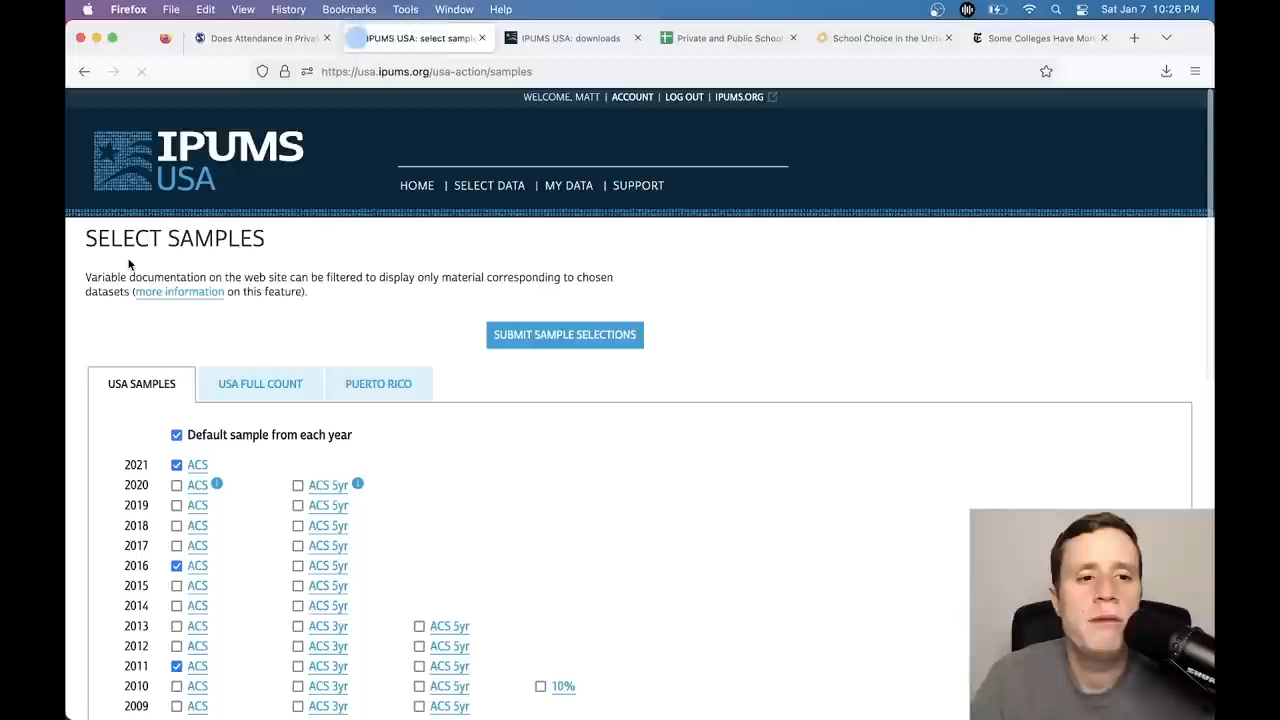 Firefox File Edit View History Bookmarks Tools Window Help Sat Jan 7 10:26 PM
Does Attendance in Privat IPUMS USA: select sample IPUMS USA: downloads Private and Public School School Choice in the Unite Some Colleges Have More
https://usa.ipums.org/usa-action/samples
WELCOME, MATT | ACCOUNT | LOG OUT | IPUMS.ORG
IPUMS
USA
HOME | SELECT DATA | MY DATA | SUPPORT
SELECT SAMPLES
Variable documentation on the web site can be filtered to display only material corresponding to chosen
datasets (more information on this feature).
SUBMIT SAMPLE SELECTIONS
USA SAMPLES USA FULL COUNT PUERTO RICO
Default sample from each year
2021 ACS
2020 ACS ACS 5yr
2019 ACS ACS 5yr
2018 ACS ACS 5yr
2017 ACS ACS 5yr
2016 ACS ACS 5yr
2015 ACS ACS 5yr
2014 ACS ACS 5yr
2013 ACS ACS 3yr ACS 5yr
2012 ACS ACS 3yr ACS 5yr
2011 ACS ACS 3yr ACS 5yr
2010 ACS ACS 3yr ACS 5yr 10%
2009 ACS ACS 3yr ACS 5yr